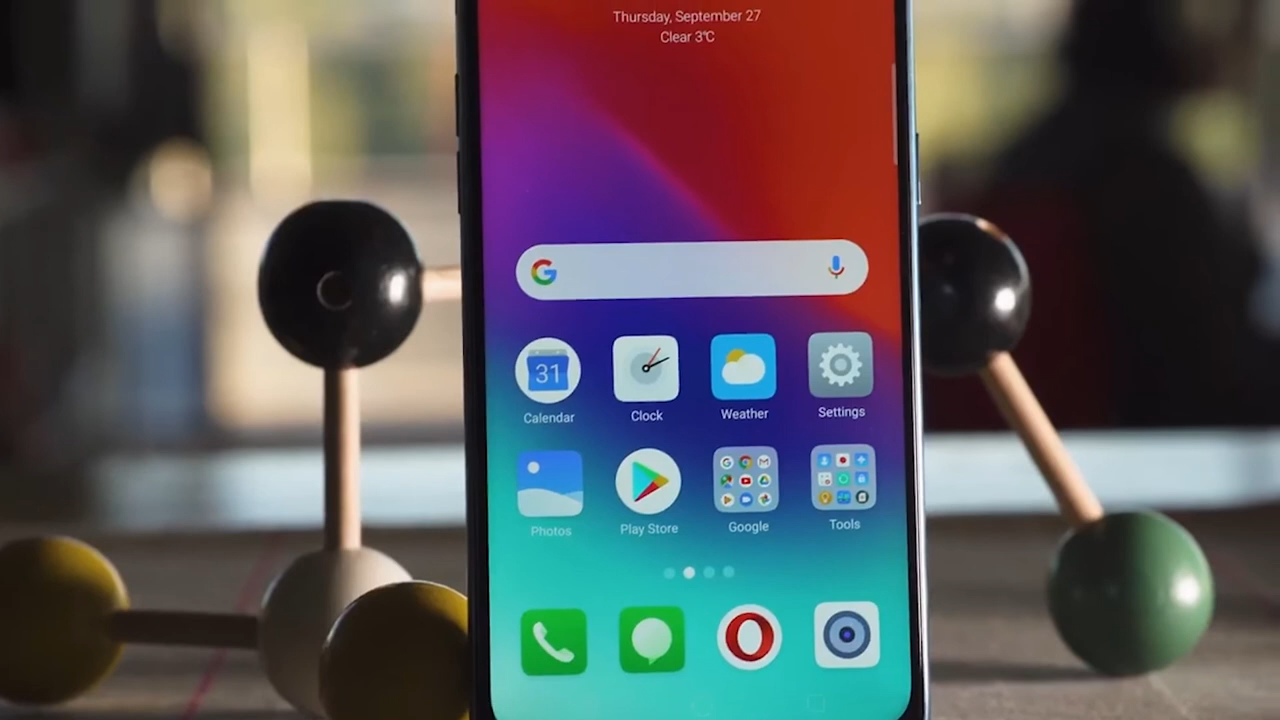 Thursday, September 27
Clear 3℃
31
Calendar
Clock
Weather
Settings
Photos
Play Store
Google
Tools